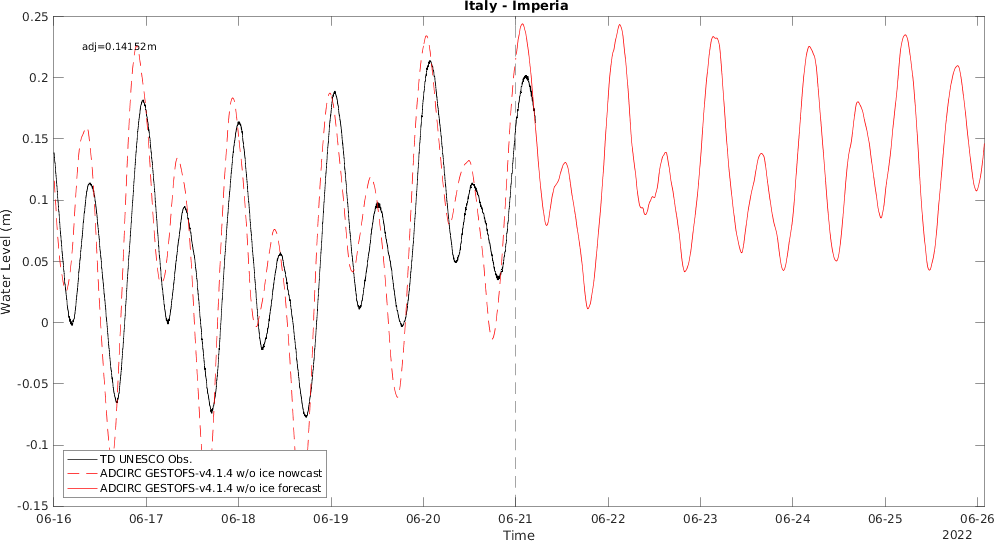 Italy - Imperia
adj=0.14152m
0.25
0.2
0.15
0.1
0.05
0
-0.05
-0.1
-0.15
Water Level (m)
TD UNESCO Obs.
ADCIRC GESTOFS-v4.1.4 w/o ice nowcast
ADCIRC GESTOFS-v4.1.4 w/o ice forecast
06-16 06-17 06-18 06-19 06-20 06-21 06-22 06-23 06-24 06-25 06-26
Time
2022